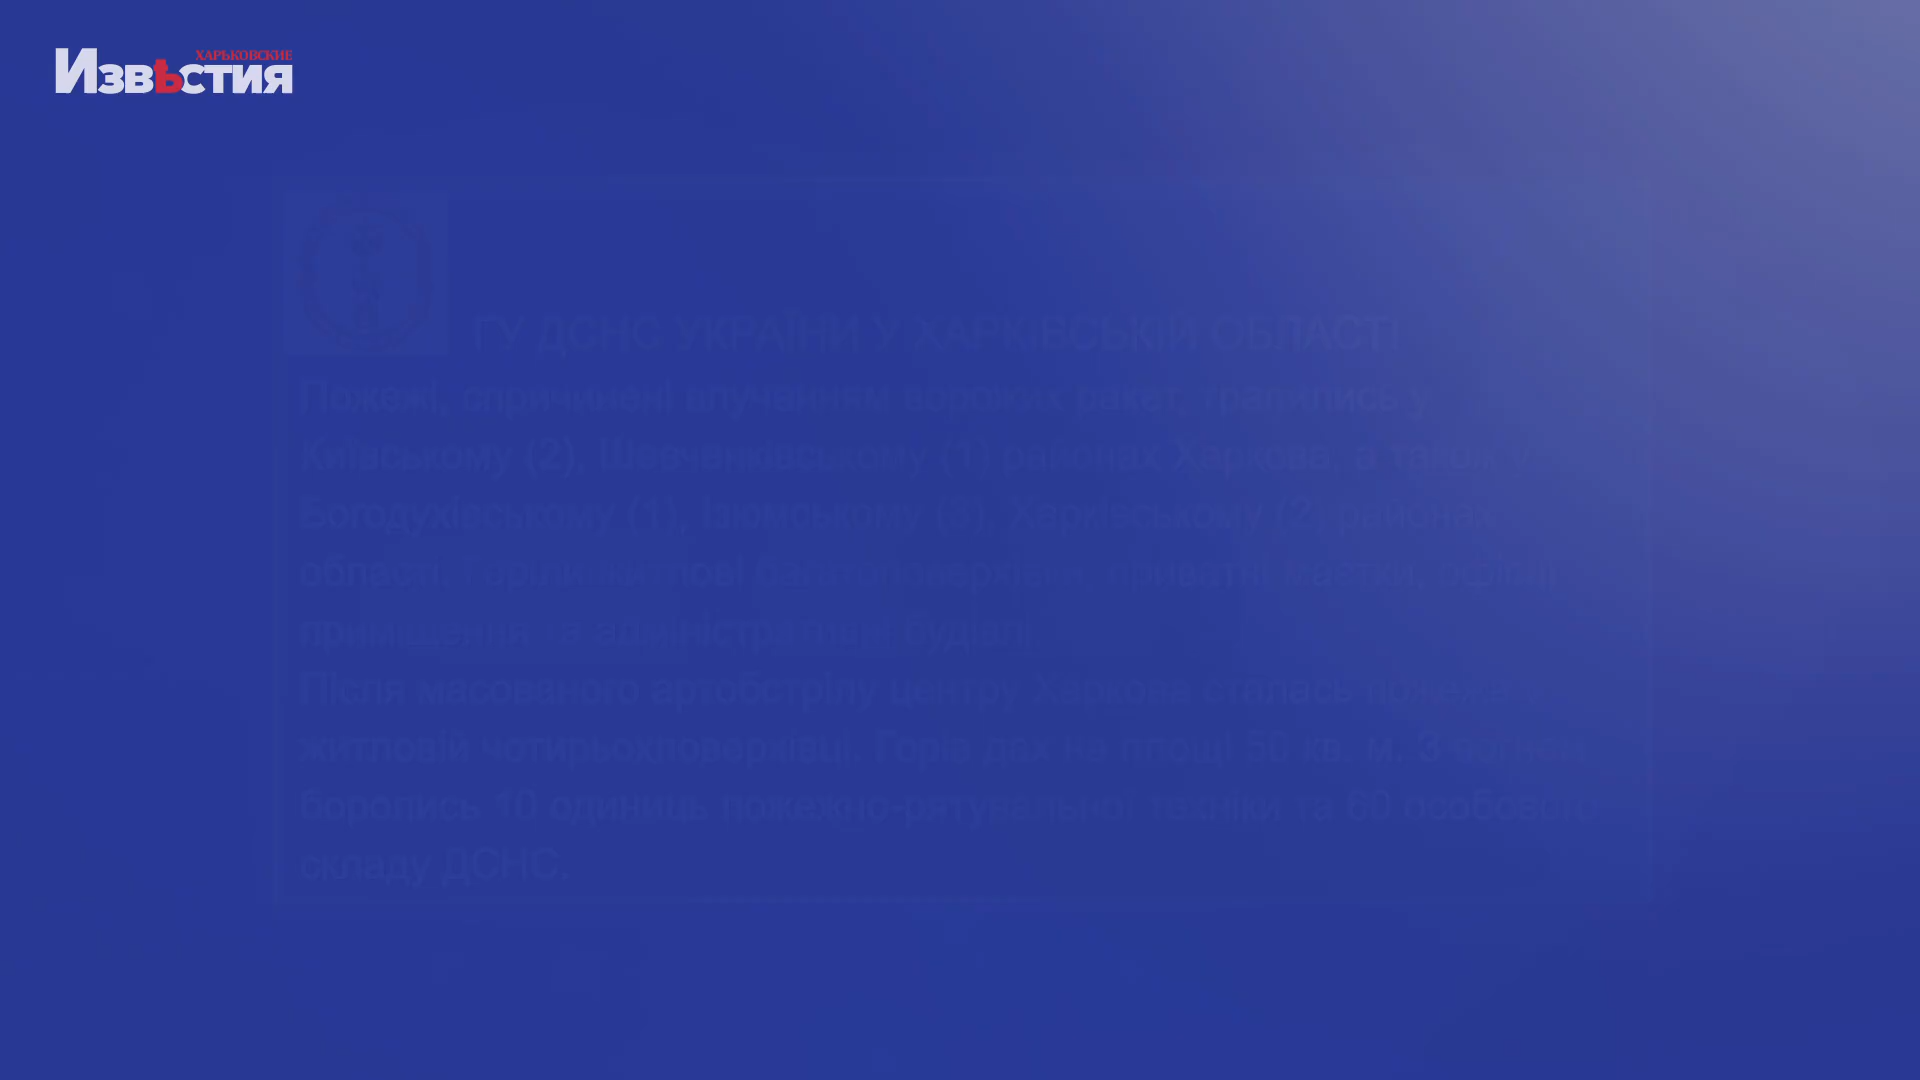 ХАРЬКОВСКИЕ
ИзвѢстия
ГУ ДСНС УКРАЇНИ У ХАРКІВСЬКІЙ ОБЛАСТІ
Пожежі, спричинені влученням ворожих ракет, трапились у
Київському (2), Шевченківському (1) районах Харкова, а також у
Богодухівському (1), Ізюмському (3), Харківському (2) районах
області. Горіли житлові багатоповерхівки, приватні маєтки, офісні
приміщення та адміністративні будівлі.
Після масованого артобстрілу центру Харкова сталась пожежа у
житловій чотирьохповерхівці. Горів дах на площі 50 кв. м. З вогнем
боролись 10 одиниць пожежно-рятувальної техніки та 60 особового
складу ДСНС.